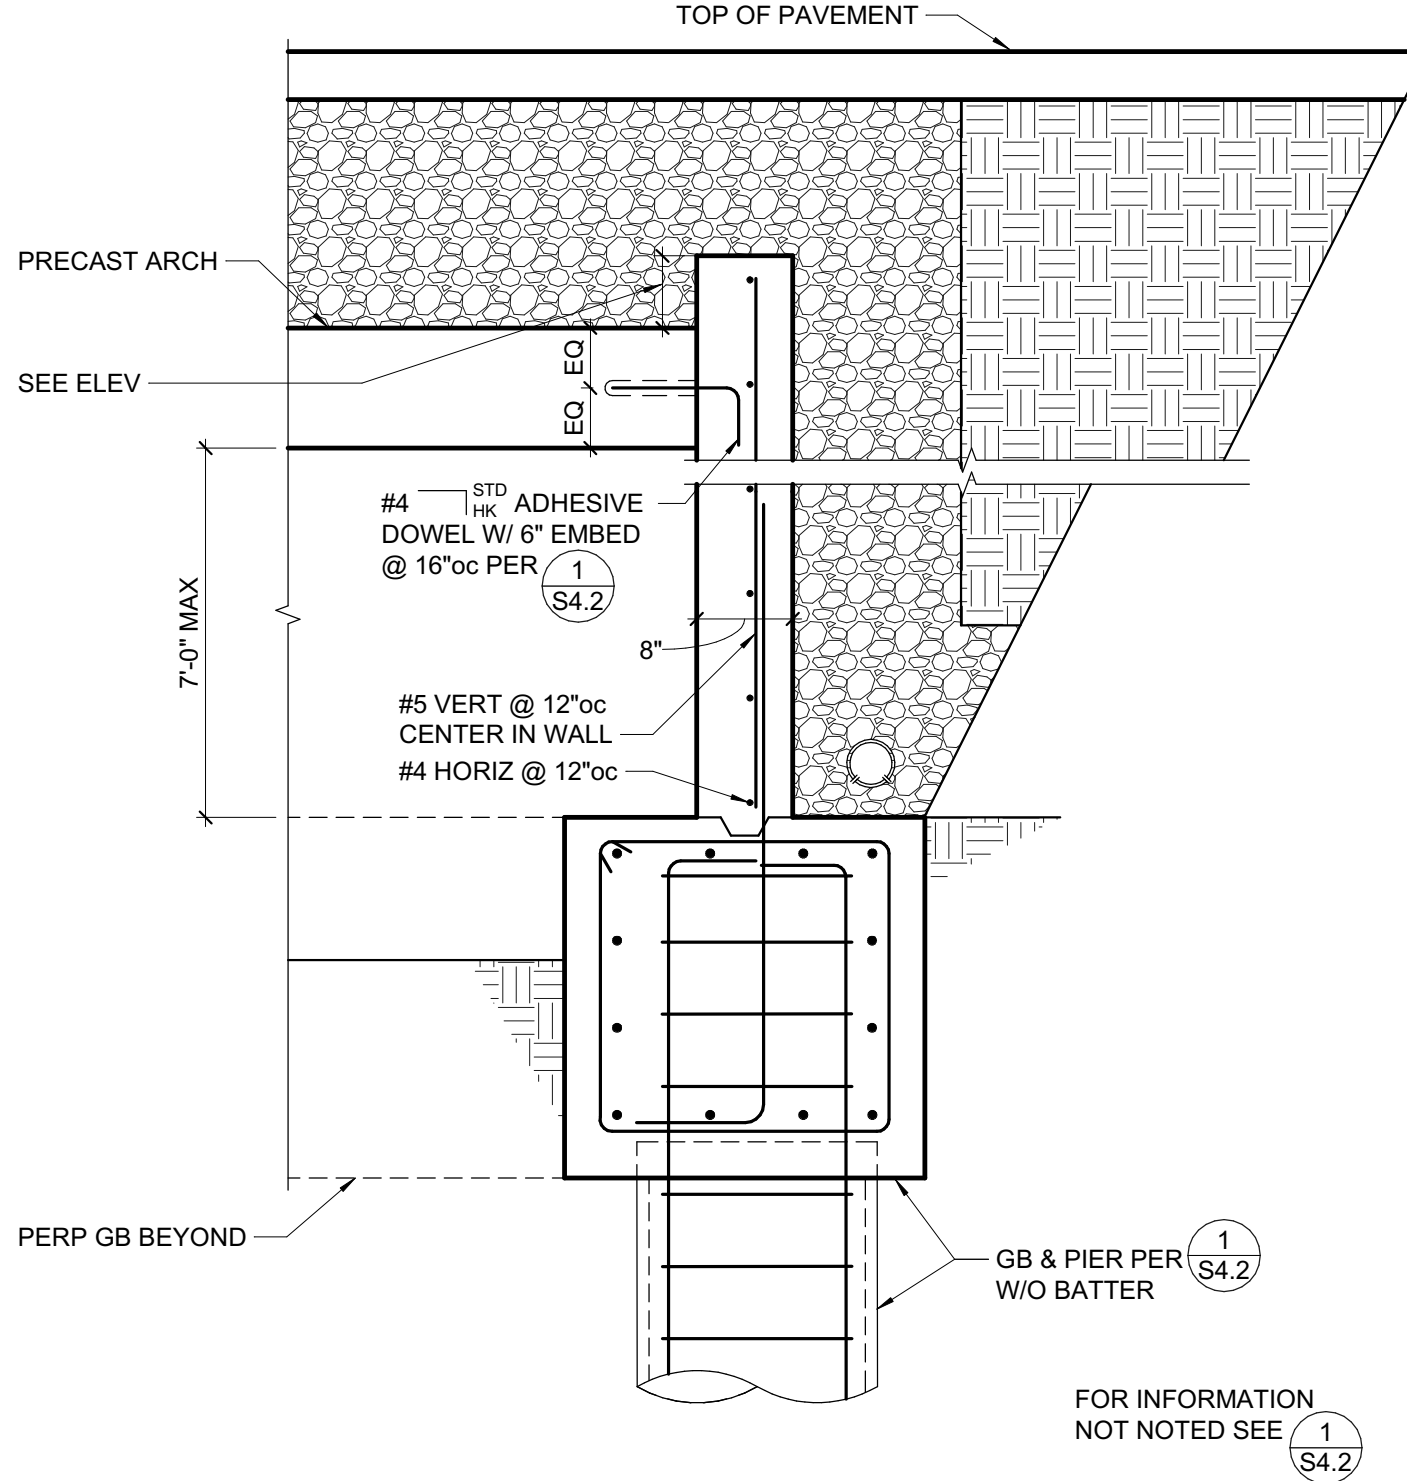 TOP OF PAVEMENT
PRECAST ARCH
SEE ELEV
EQ
EQ
#4 STD HK ADHESIVE
DOWEL W/ 6" EMBED
@ 16"oc PER 1
S4.2
7'-0" MAX
8"
#5 VERT @ 12"oc
CENTER IN WALL
#4 HORIZ @ 12"oc
PERP GB BEYOND
GB & PIER PER 1
S4.2
W/O BATTER
FOR INFORMATION
NOT NOTED SEE 1
S4.2